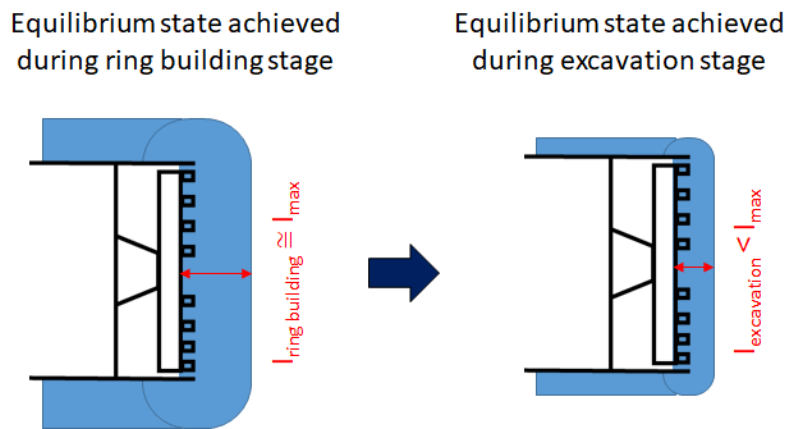 Equilibrium state achieved
during ring building stage
Equilibrium state achieved
during excavation stage
I ring building ≅ I max
I excavation < I max